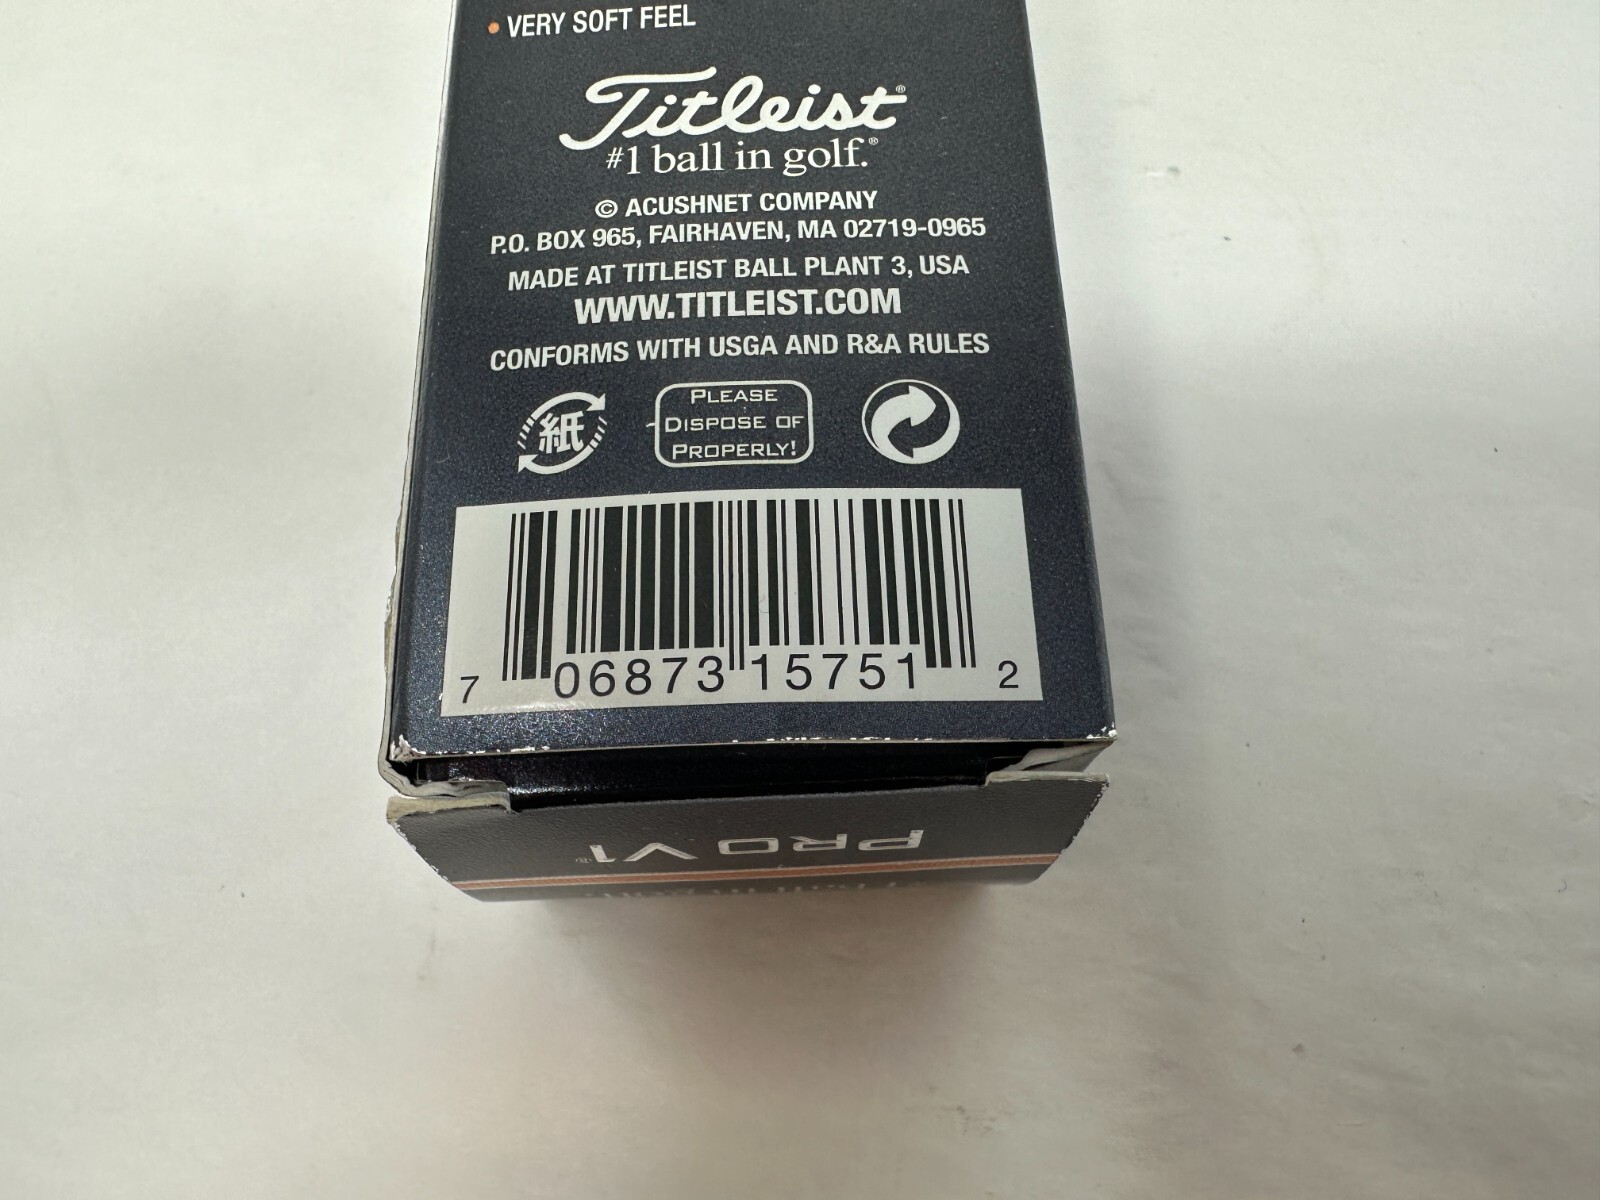 • VERY SOFT FEEL
Titleist®
#1 ball in golf.®
© ACUSHNET COMPANY
P.O. BOX 965, FAIRHAVEN, MA 02719-0965
MADE AT TITLEIST BALL PLANT 3, USA
WWW.TITLEIST.COM
CONFORMS WITH USGA AND R&A RULES
紙
PLEASE
DISPOSE OF
PROPERLY!
7 06873 15751 2
PRO V1®